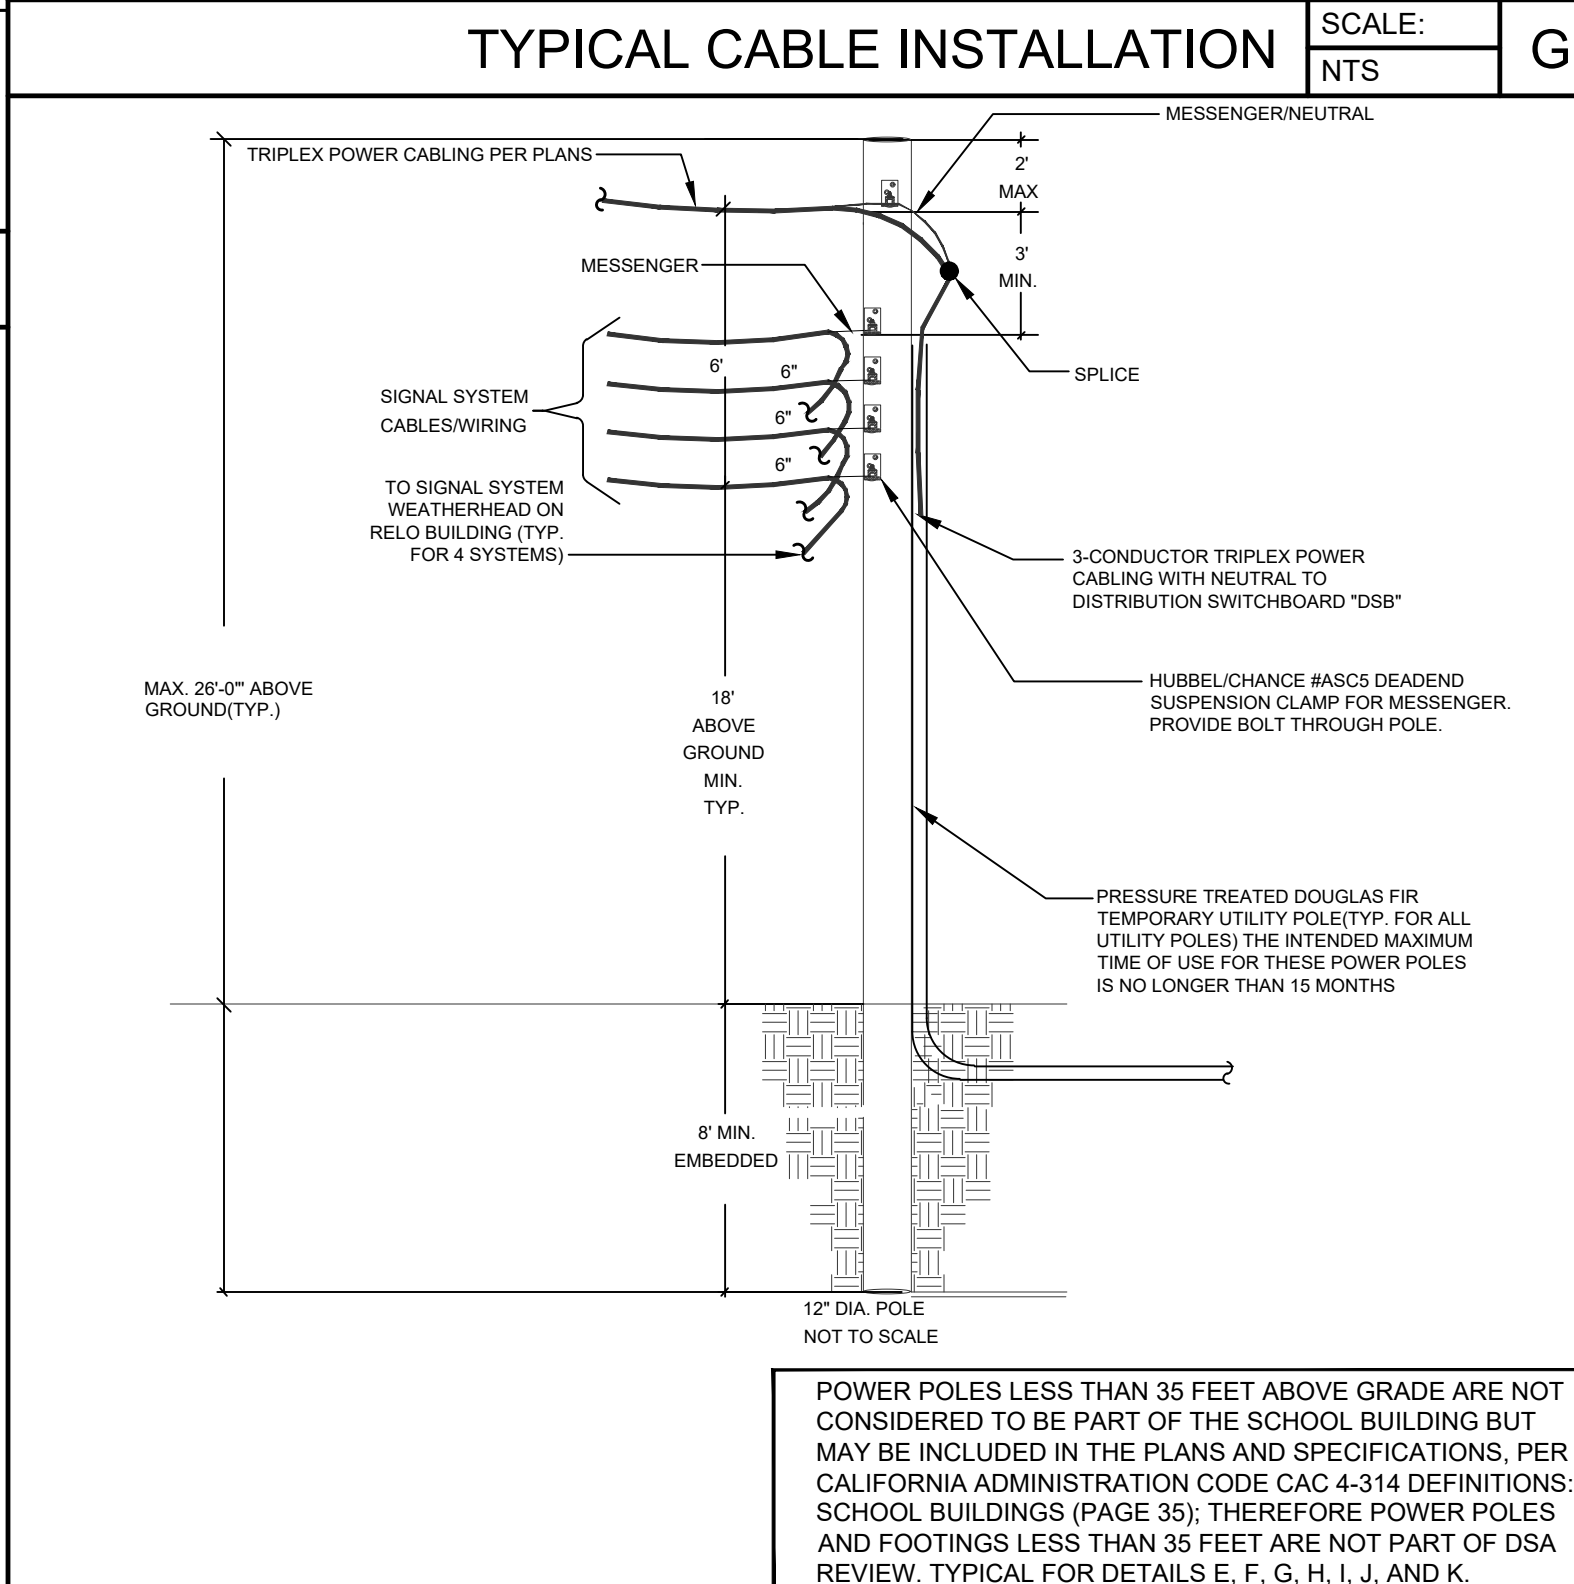 TYPICAL CABLE INSTALLATION
SCALE:
NTS
G
MESSENGER/NEUTRAL
TRIPLEX POWER CABLING PER PLANS
2'
MAX
3'
MIN.
MESSENGER
SPLICE
6'
6"
6"
6"
SIGNAL SYSTEM
CABLES/WIRING
TO SIGNAL SYSTEM
WEATHERHEAD ON
RELO BUILDING (TYP.
FOR 4 SYSTEMS)
3-CONDUCTOR TRIPLEX POWER
CABLING WITH NEUTRAL TO
DISTRIBUTION SWITCHBOARD "DSB"
MAX. 26'-0'" ABOVE
GROUND(TYP.)
18'
ABOVE
GROUND
MIN.
TYP.
HUBBEL/CHANCE #ASC5 DEADEND
SUSPENSION CLAMP FOR MESSENGER.
PROVIDE BOLT THROUGH POLE.
PRESSURE TREATED DOUGLAS FIR
TEMPORARY UTILITY POLE(TYP. FOR ALL
UTILITY POLES) THE INTENDED MAXIMUM
TIME OF USE FOR THESE POWER POLES
IS NO LONGER THAN 15 MONTHS
8' MIN.
EMBEDDED
12" DIA. POLE
NOT TO SCALE
POWER POLES LESS THAN 35 FEET ABOVE GRADE ARE NOT
CONSIDERED TO BE PART OF THE SCHOOL BUILDING BUT
MAY BE INCLUDED IN THE PLANS AND SPECIFICATIONS, PER
CALIFORNIA ADMINISTRATION CODE CAC 4-314 DEFINITIONS:
SCHOOL BUILDINGS (PAGE 35); THEREFORE POWER POLES
AND FOOTINGS LESS THAN 35 FEET ARE NOT PART OF DSA
REVIEW. TYPICAL FOR DETAILS E, F, G, H, I, J, AND K.